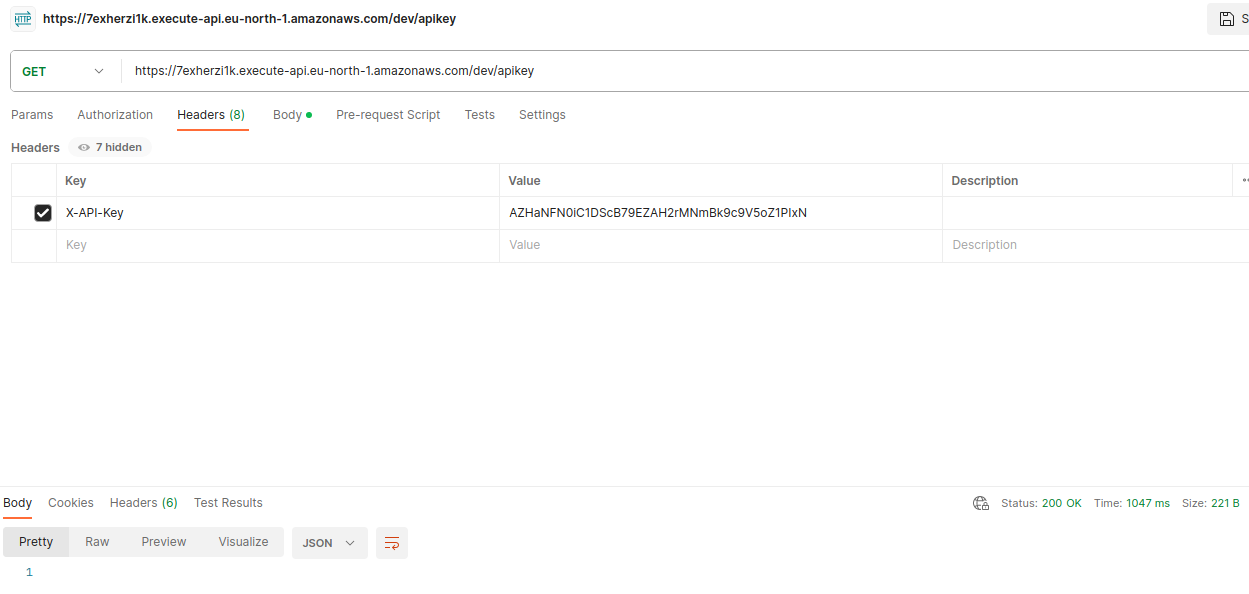 HTTP https://7exherzi1k.execute-api.eu-north-1.amazonaws.com/dev/apikey S
GET https://7exherzi1k.execute-api.eu-north-1.amazonaws.com/dev/apikey
Params Authorization Headers (8) Body Pre-request Script Tests Settings
Headers 7 hidden
Key Value Description
X-API-Key AZHaNFN0iC1DScB79EZAH2rMNmBk9c9V5oZ1PIxN
Key Value Description
Body Cookies Headers (6) Test Results Status: 200 OK Time: 1047 ms Size: 221 B
Pretty Raw Preview Visualize JSON
1